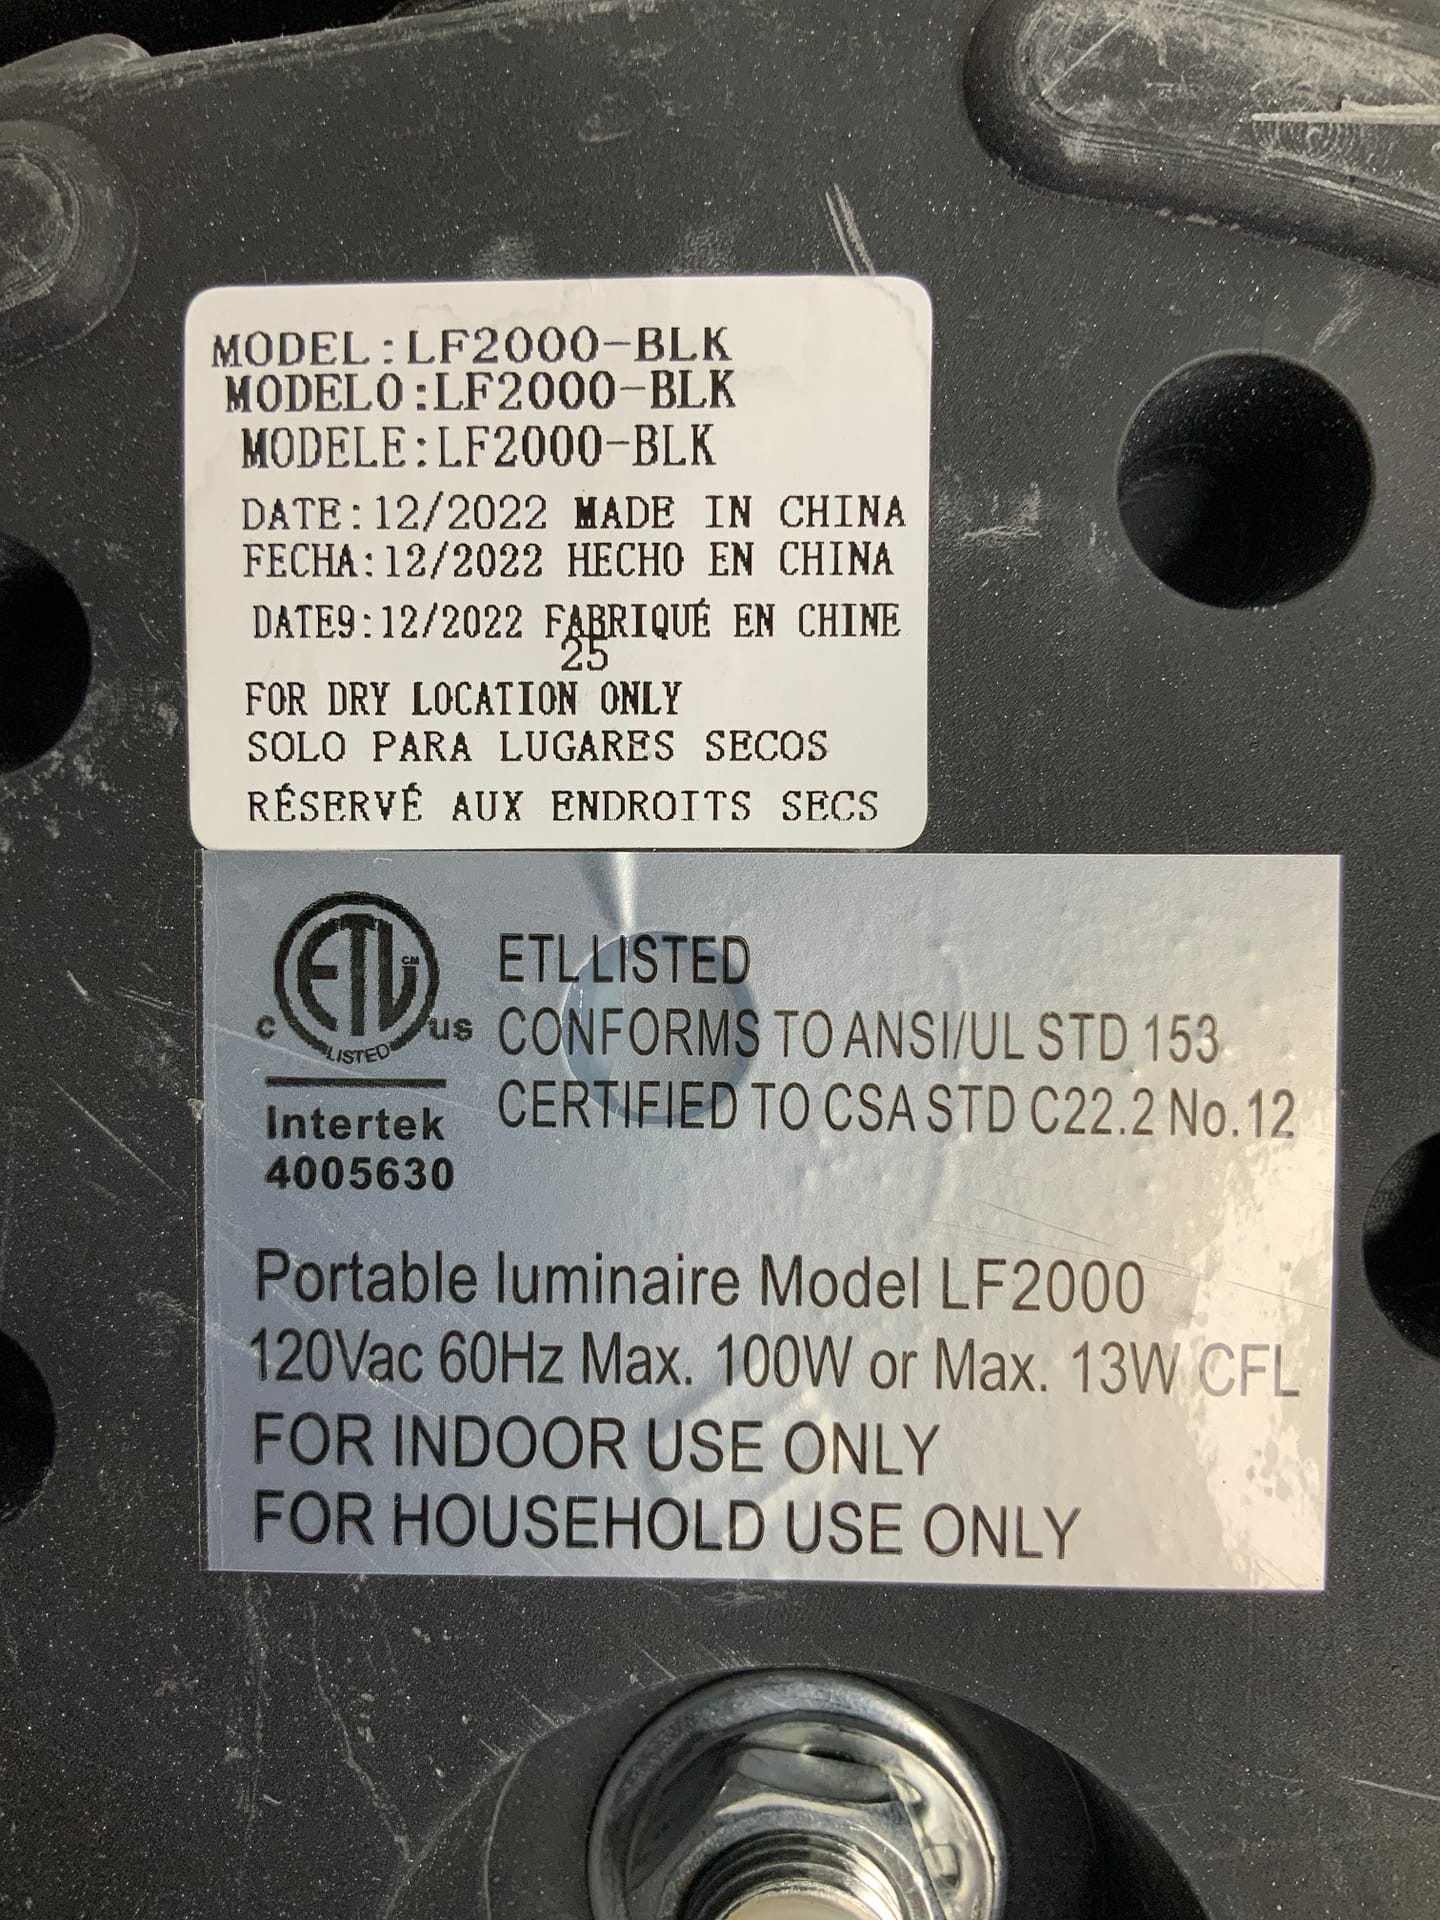 MODEL:LF2000-BLK
MODELO:LF2000-BLK
MODELE:LF2000-BLK
DATE:12/2022 MADE IN CHINA
FECHA:12/2022 HECHO EN CHINA
DATE9:12/2022 FABRIQUÉ EN CHINE
25
FOR DRY LOCATION ONLY
SOLO PARA LUGARES SECOS
RÉSERVÉ AUX ENDROITS SECS
ETL CM
C US
LISTED
Intertek
4005630
ETL LISTED
CONFORMS TO ANSI/UL STD 153
CERTIFIED TO CSA STD C22.2 No.12
Portable luminaire Model LF2000
120Vac 60Hz Max. 100W or Max. 13W CFL
FOR INDOOR USE ONLY
FOR HOUSEHOLD USE ONLY